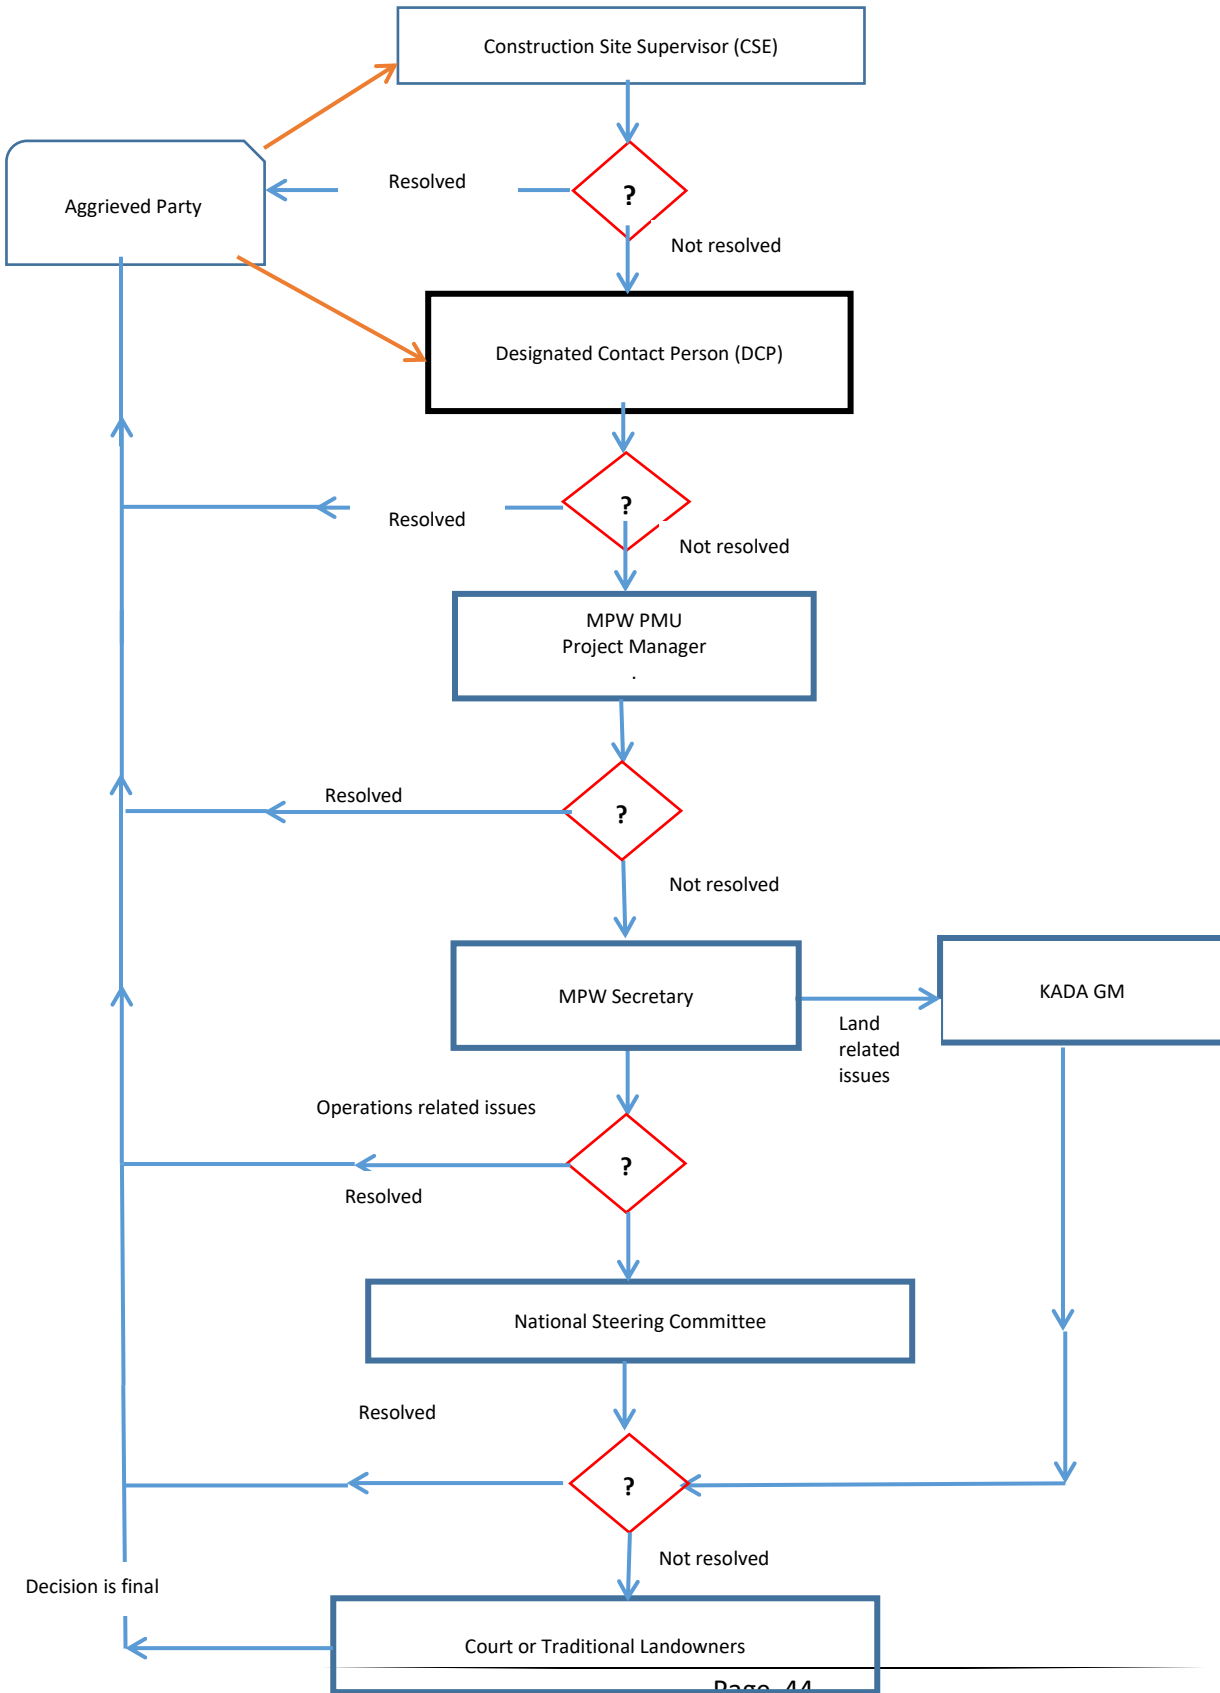 Construction Site Supervisor (CSE)
Resolved
?
Aggrieved Party
Not resolved
Designated Contact Person (DCP)
?
Resolved
Not resolved
MPW PMU
Project Manager
.
Resolved
?
Not resolved
MPW Secretary
KADA GM
Land
related
issues
Operations related issues
?
Resolved
National Steering Committee
Resolved
?
Not resolved
Decision is final
Court or Traditional Landowners
Page 44